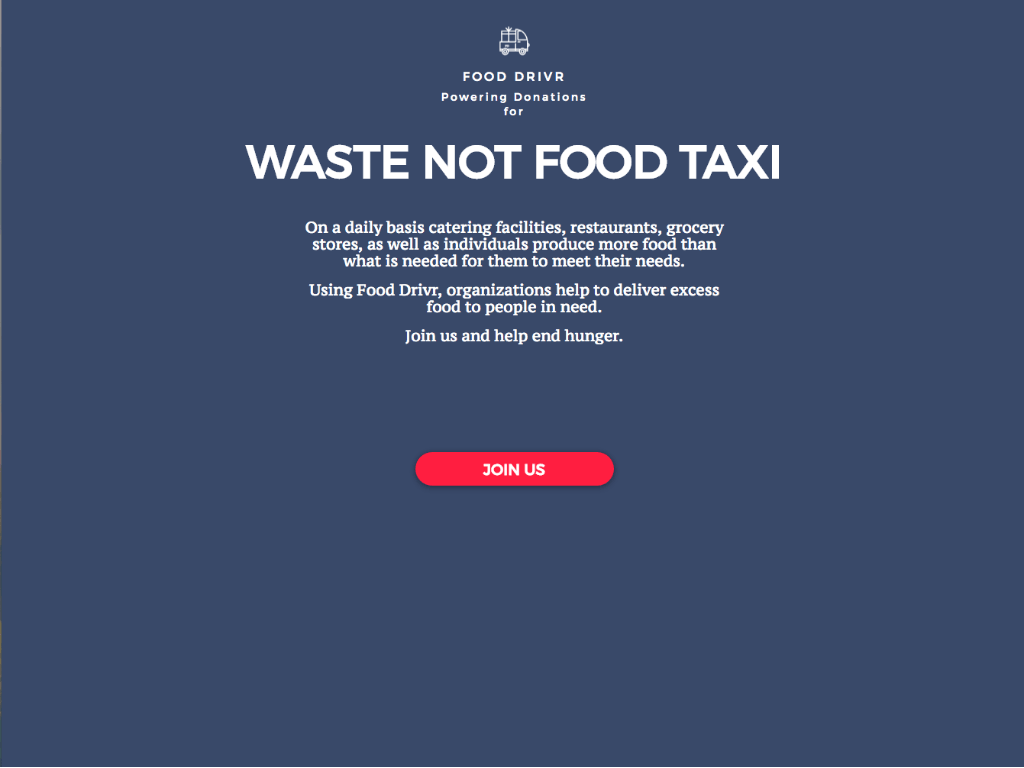 FOOD DRIVR
Powering Donations
for
WASTE NOT FOOD TAXI
On a daily basis catering facilities, restaurants, grocery
stores, as well as individuals produce more food than
what is needed for them to meet their needs.
Using Food Drivr, organizations help to deliver excess
food to people in need.
Join us and help end hunger.
JOIN US